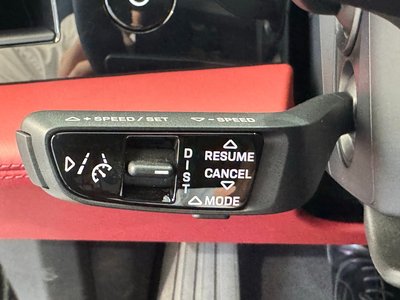 + SPEED / SET - SPEED
DIST
RESUME
CANCEL
MODE